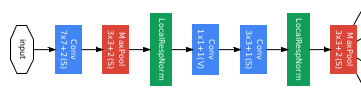 input
Conv
7x7+2(S)
MaxPool
3x3+2(S)
LocalRespNorm
Conv
1x1+1(V)
Conv
3x3+1(S)
LocalRespNorm
MaxPool
3x3+2(S)